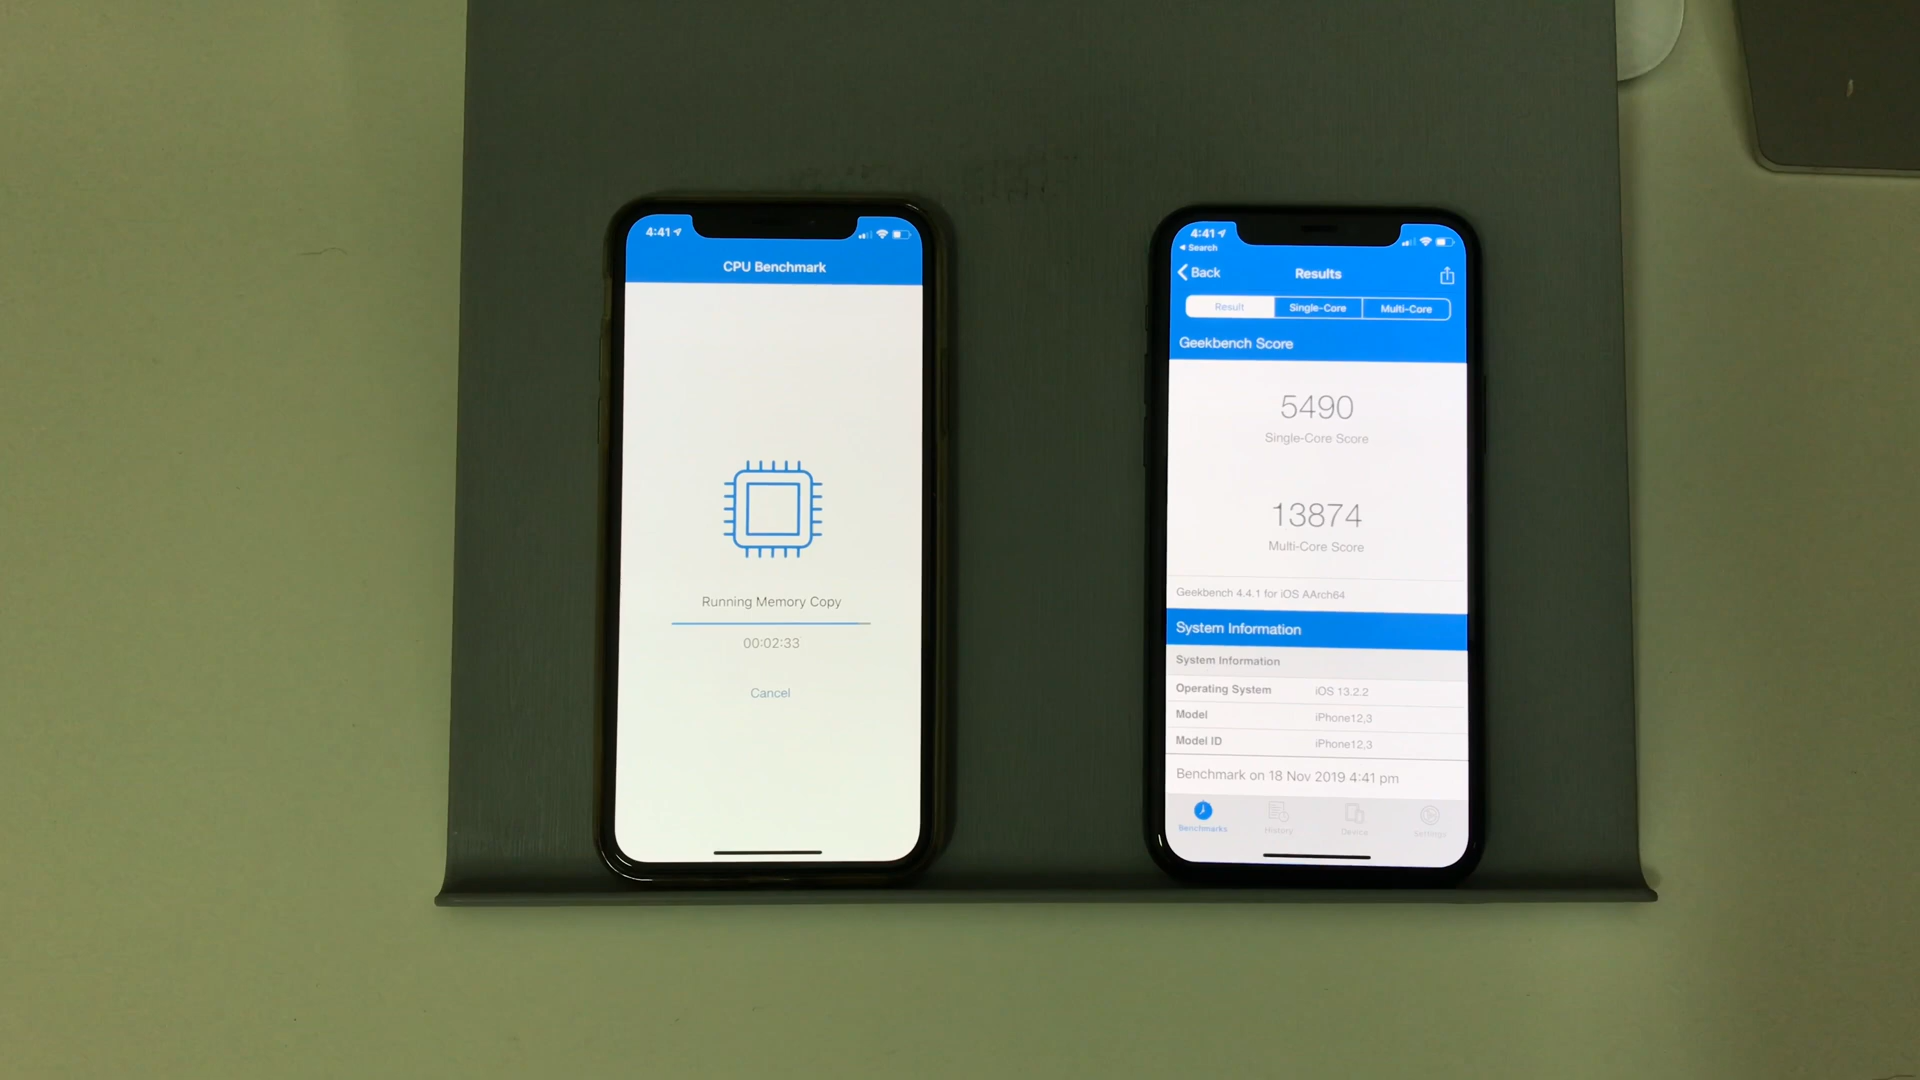 4:41
CPU Benchmark
Running Memory Copy
00:02:33
Cancel
4:41
Search
Back
Results
Result
Single-Core
Multi-Core
Geekbench Score
5490
Single-Core Score
13874
Multi-Core Score
Geekbench 4.4.1 for iOS AArch64
System Information
System Information
Operating System iOS 13.2.2
Model iPhone12,3
Model ID iPhone12,3
Benchmark on 18 Nov 2019 4:41 pm
Benchmarks
History
Device
Settings